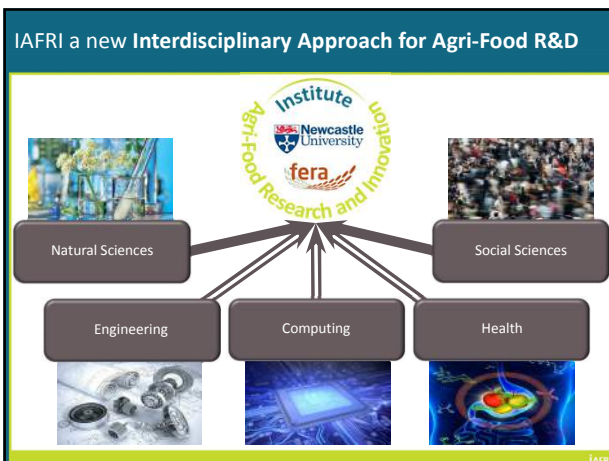 IAFRI a new Interdisciplinary Approach for Agri-Food R&D
Institute
Agri-Food Research and Innovation
Newcastle
University
fera
Natural Sciences
Social Sciences
Engineering
Computing
Health
IAFRI